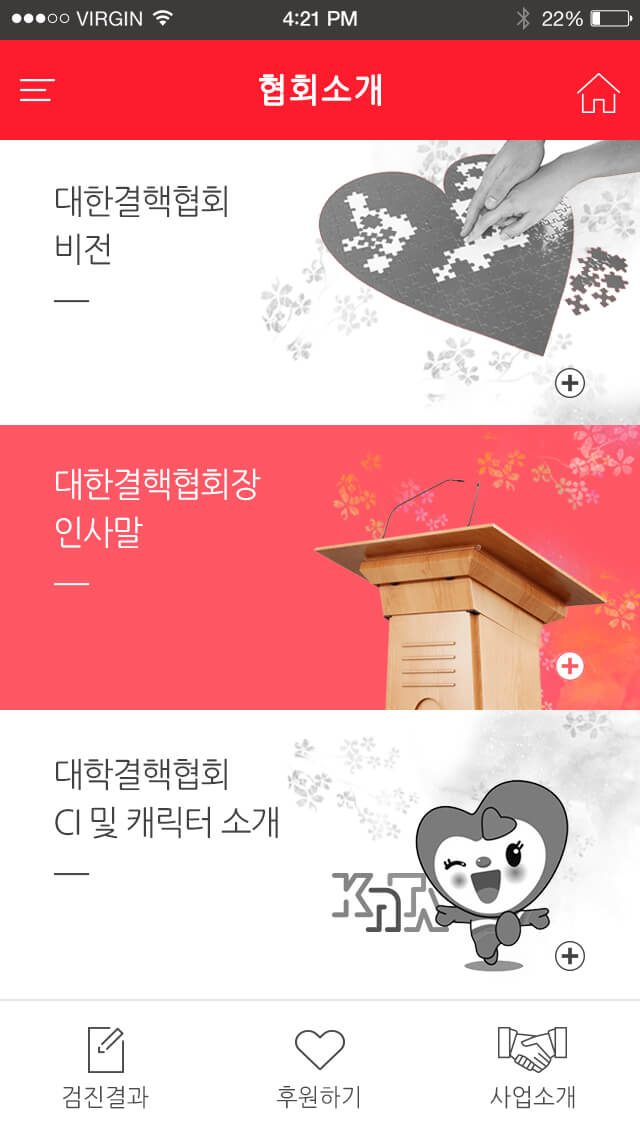 VIRGIN
4:21 PM
22%
협회소개
대한결핵협회
비전
대한결핵협회장
인사말
대학결핵협회
CI 및 캐릭터 소개
KNTA
검진결과
후원하기
사업소개